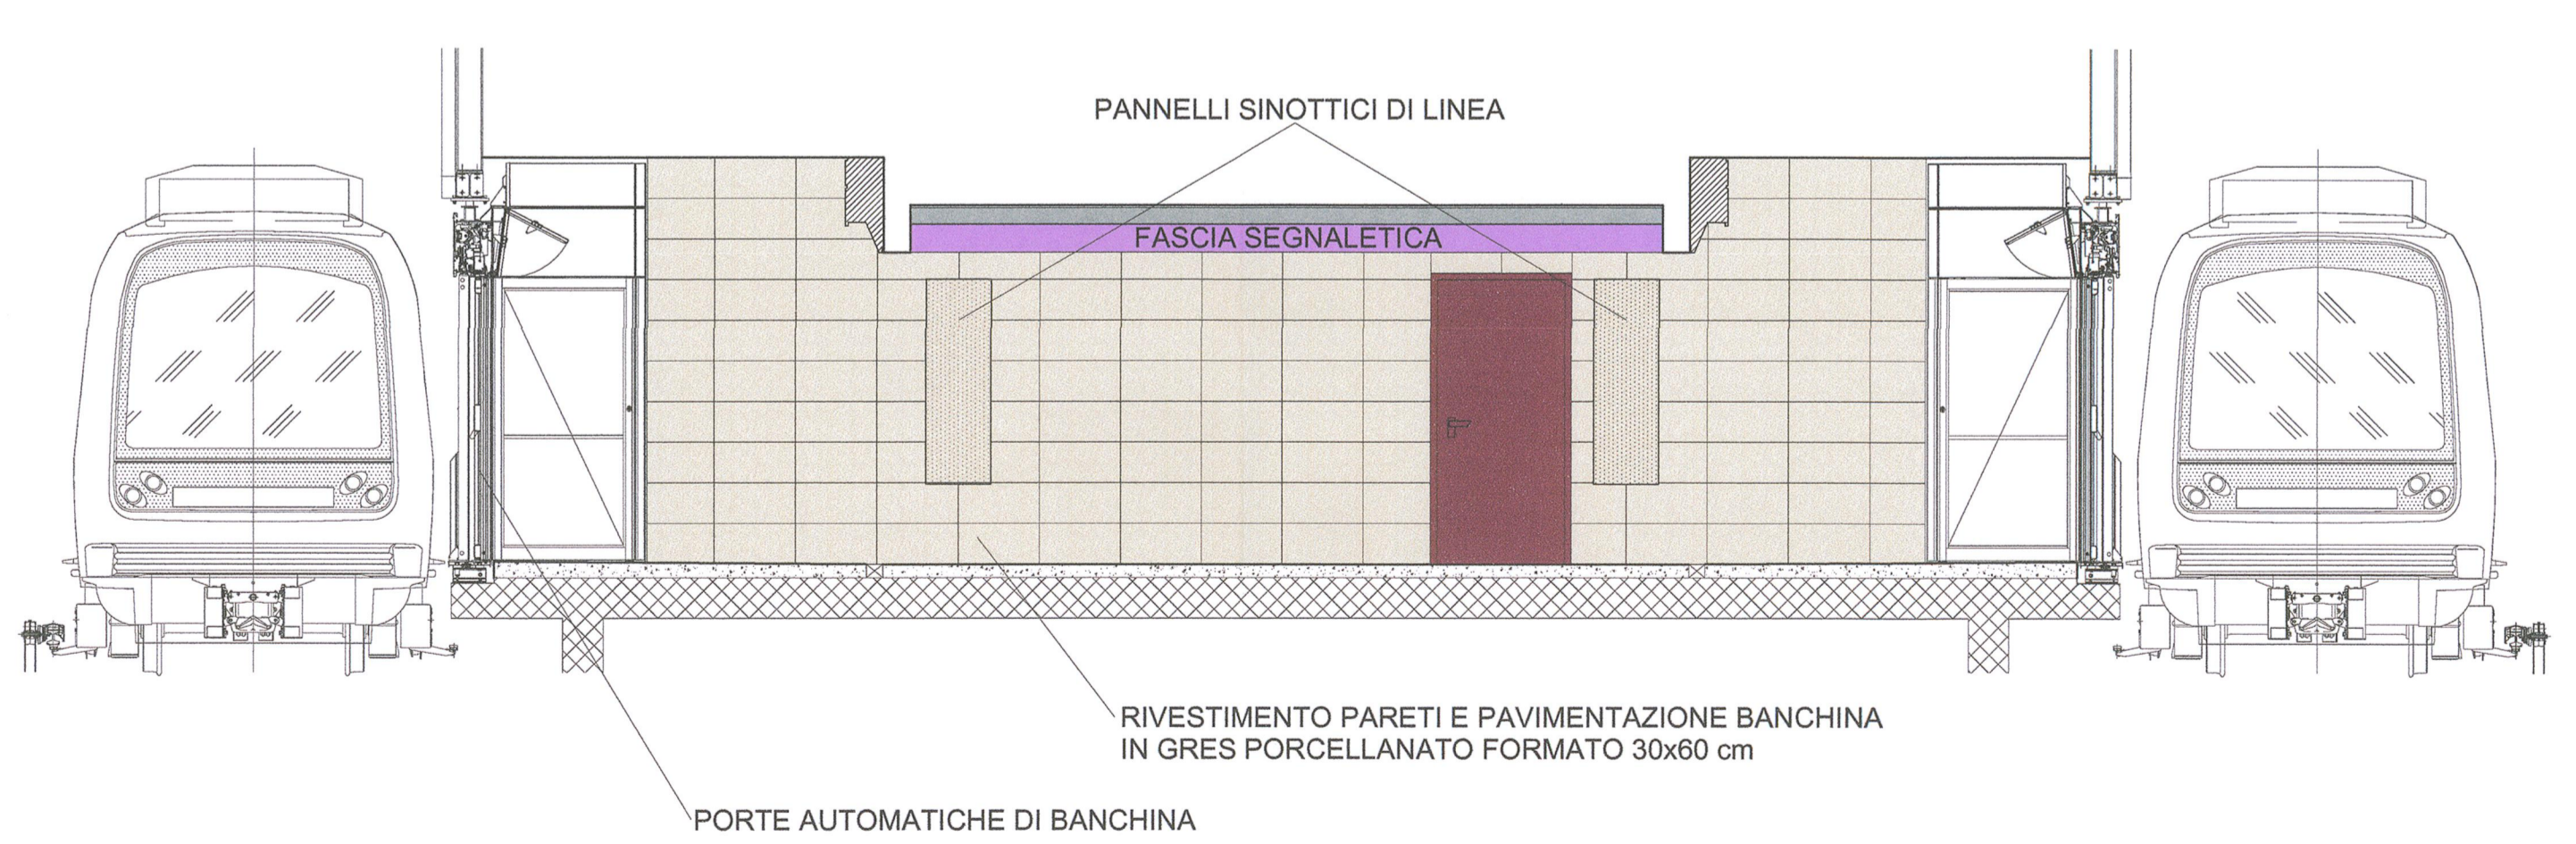 PANNELLI SINOTTICI DI LINEA
FASCIA SEGNALETICA
RIVESTIMENTO PARETI E PAVIMENTAZIONE BANCHINA
IN GRES PORCELLANATO FORMATO 30x60 cm
PORTE AUTOMATICHE DI BANCHINA